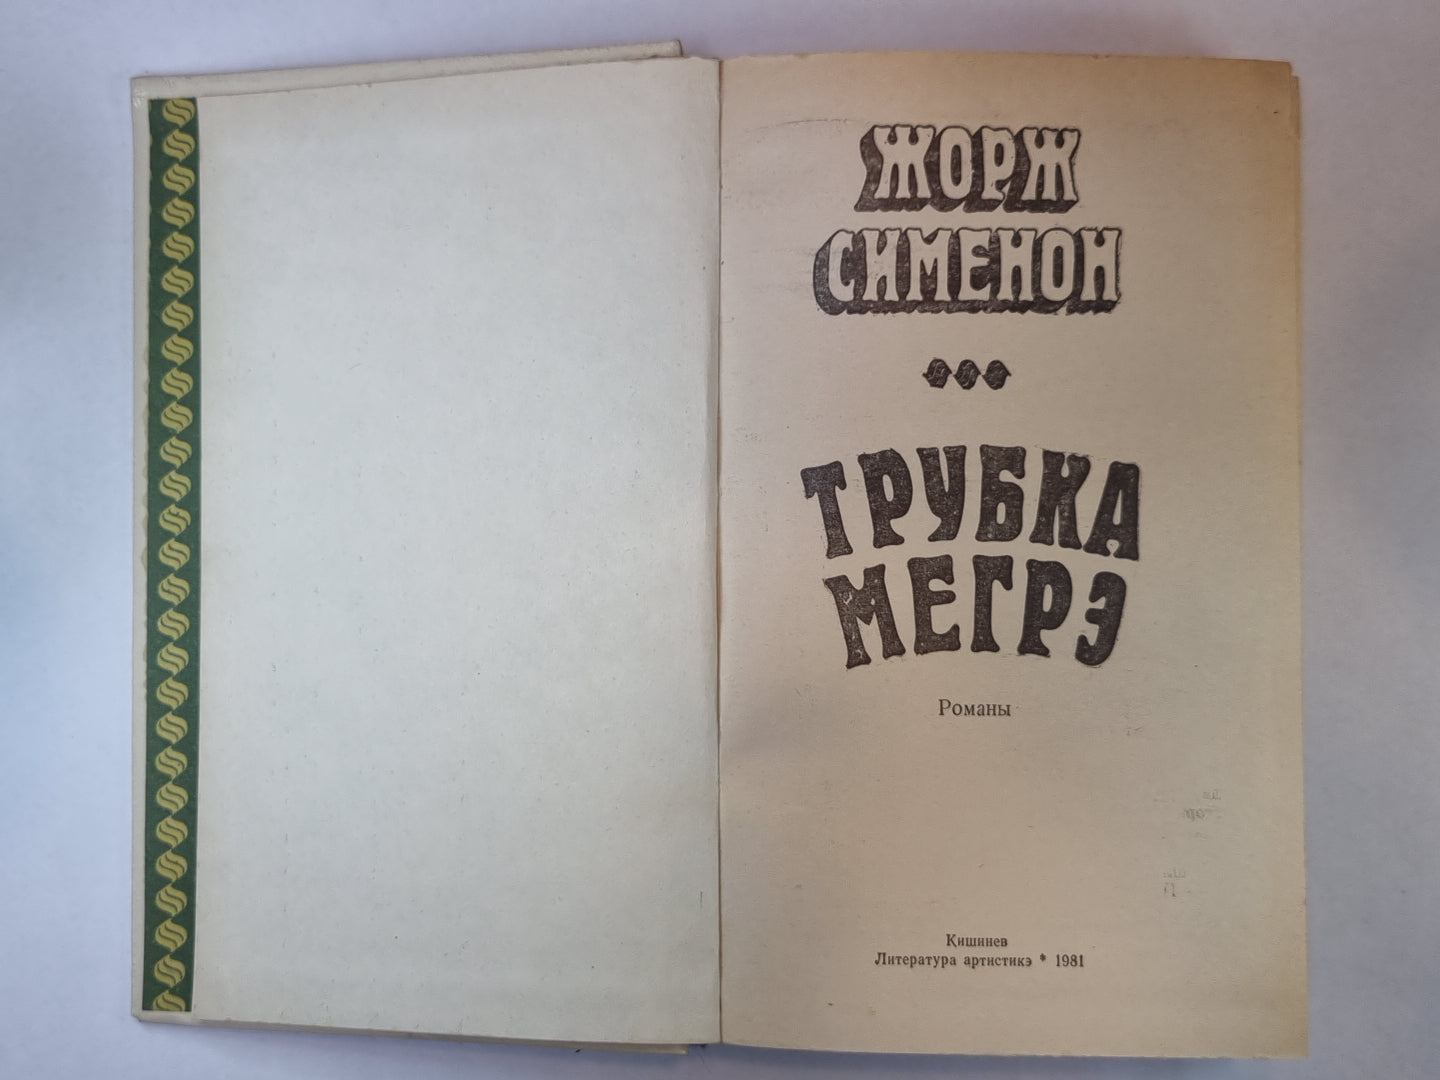 ЖОРЖ
СИМЕНОН
ТРУБКА
МЕГРЭ
Романы
Кишинев
Литература артистикэ * 1981